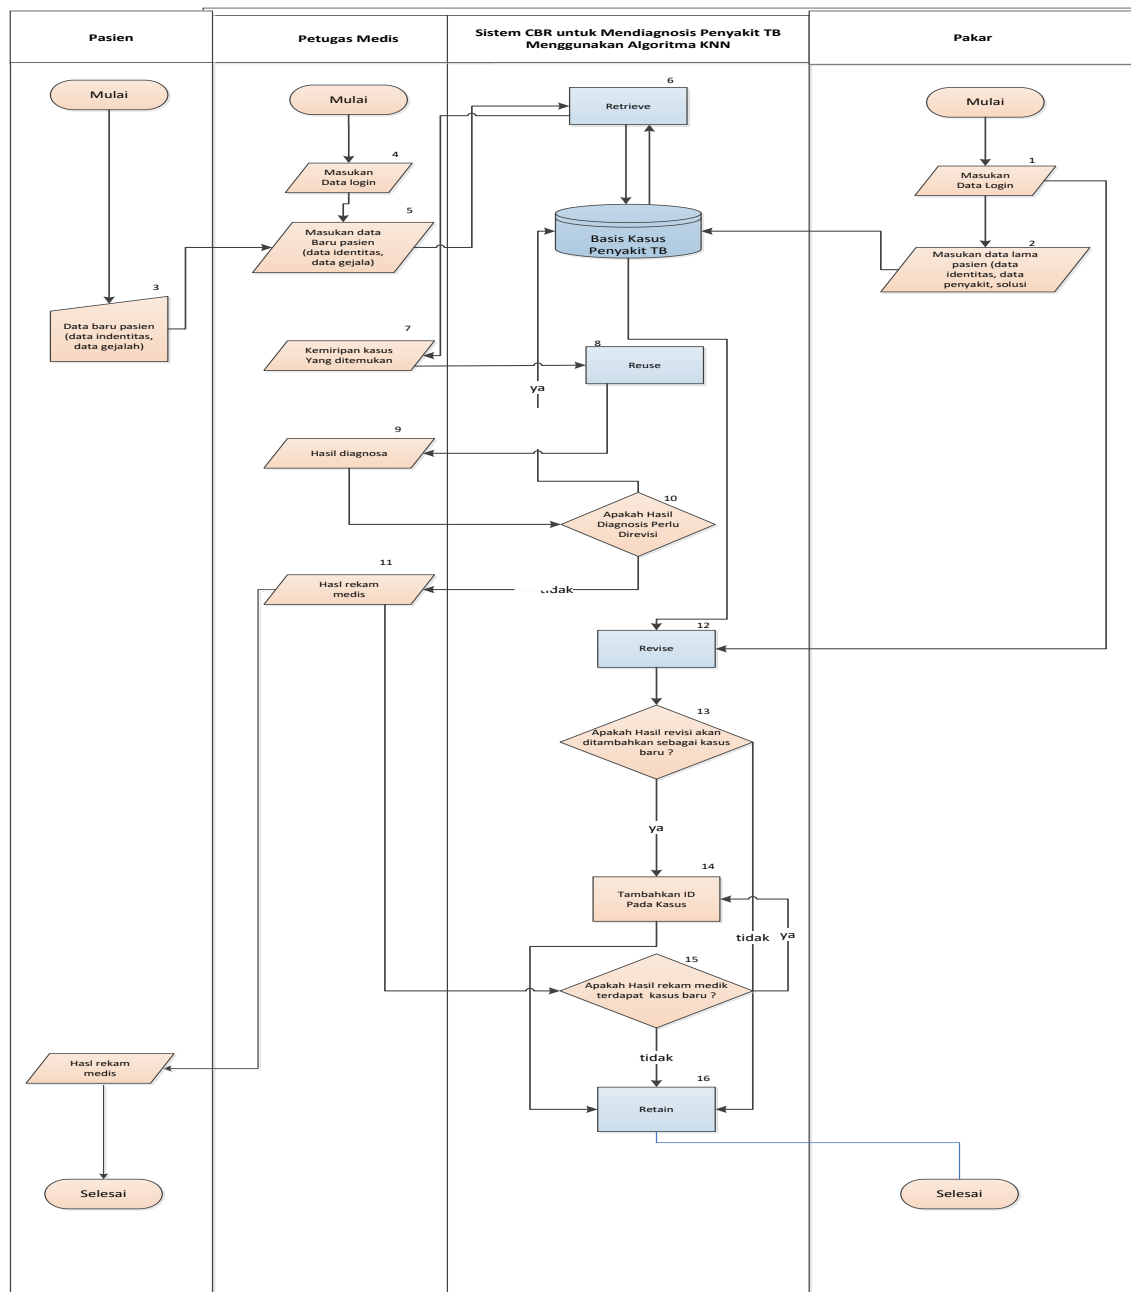 Pasien
Petugas Medis
Sistem CBR untuk Mendiagnosis Penyakit TB
Menggunakan Algoritma KNN
Pakar
Mulai
Mulai
6
Retrieve
Mulai
4
Masukan
Data login
1
Masukan
Data Login
5
Masukan data
Baru pasien
(data identitas,
data gejala)
Basis Kasus
Penyakit TB
2
Masukan data lama
pasien (data
identitas, data
penyakit, solusi
3
Data baru pasien
(data indentitas,
data gejalah)
7
Kemiripan kasus
Yang ditemukan
8
Reuse
ya
9
Hasil diagnosa
10
Apakah Hasil
Diagnosis Perlu
Direvisi
11
Hasl rekam
medis
tidak
12
Revise
13
Apakah Hasil revisi akan
ditambahkan sebagai kasus
baru ?
ya
14
Tambahkan ID
Pada Kasus
tidak
ya
15
Apakah Hasil rekam medik
terdapat kasus baru ?
tidak
Hasl rekam
medis
16
Retain
Selesai
Selesai